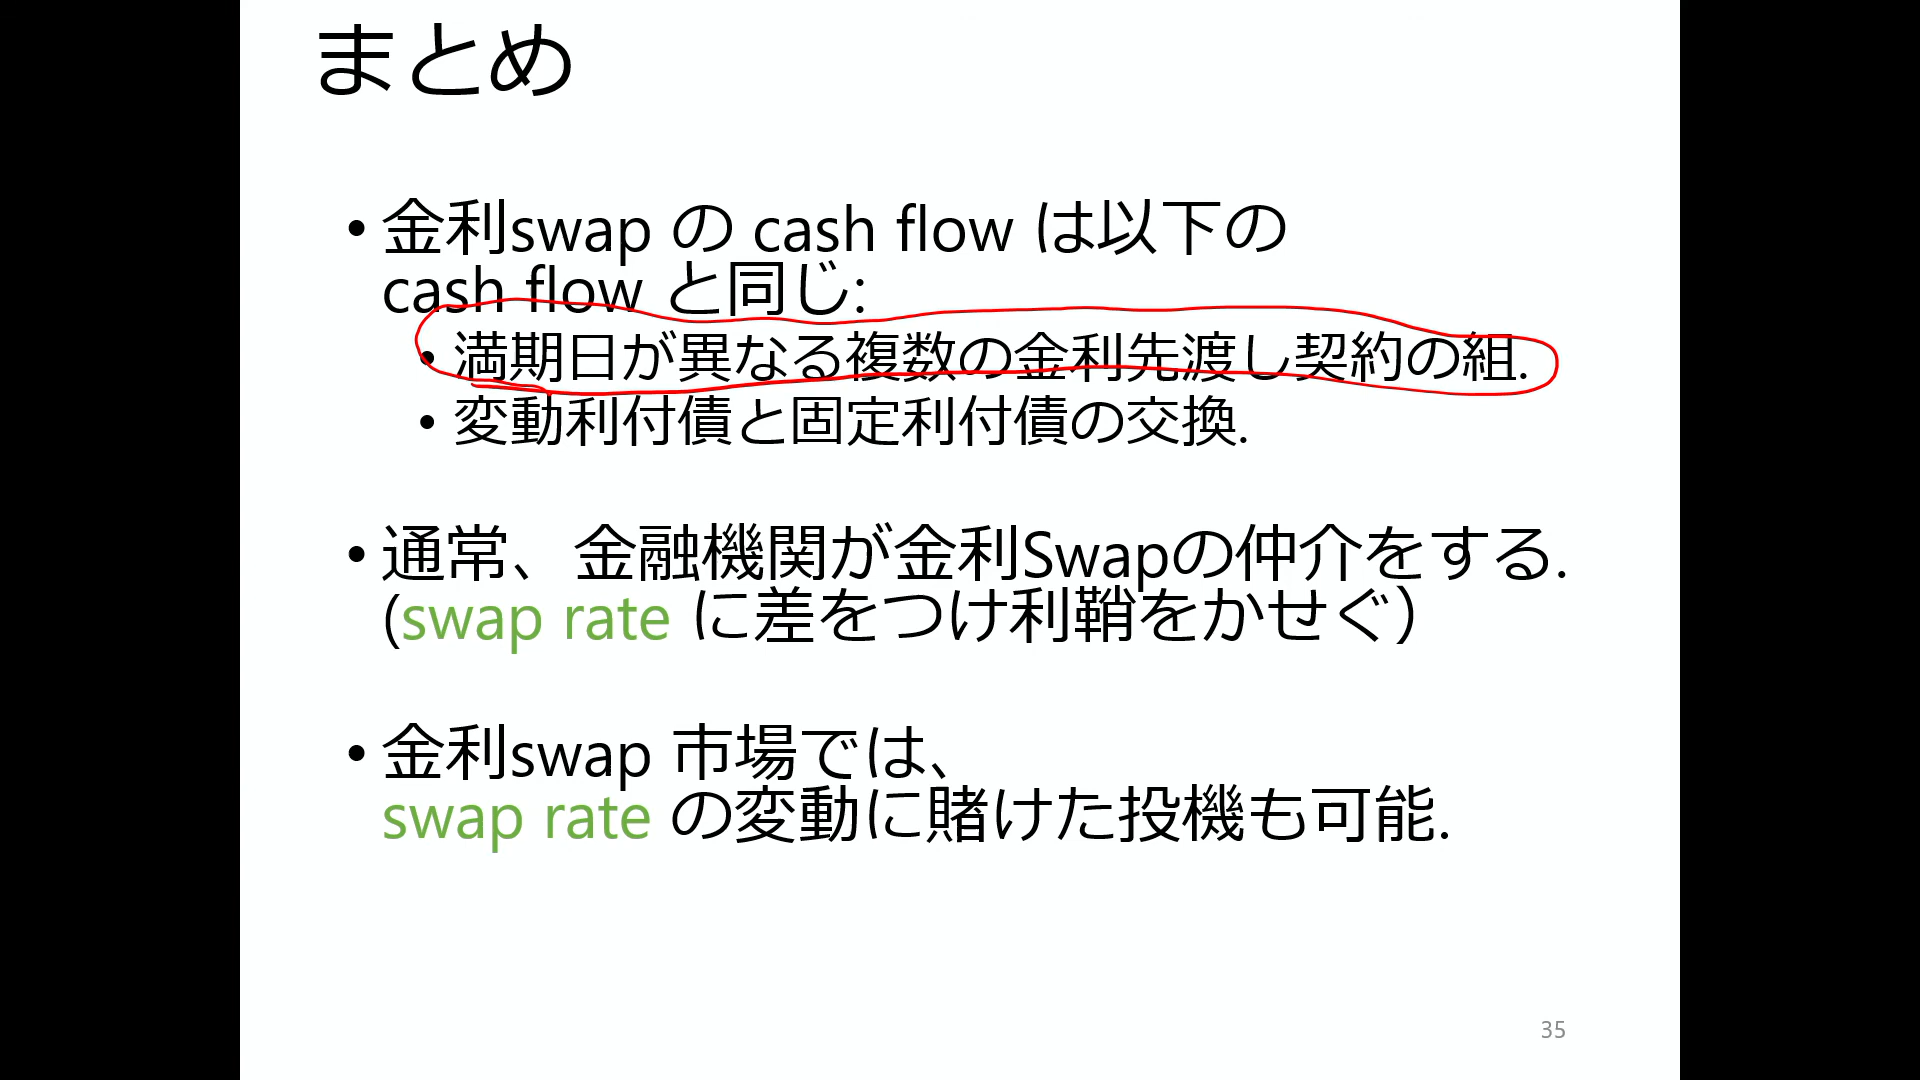 まとめ
• 金利swap の cash flow は以下の
cash flow と同じ:
• 満期日が異なる複数の金利先渡し契約の組.
• 変動利付債と固定利付債の交換.
• 通常、金融機関が金利Swapの仲介をする.
(swap rate に差をつけ利鞘をかせぐ）
• 金利swap 市場では、
swap rate の変動に賭けた投機も可能.
35